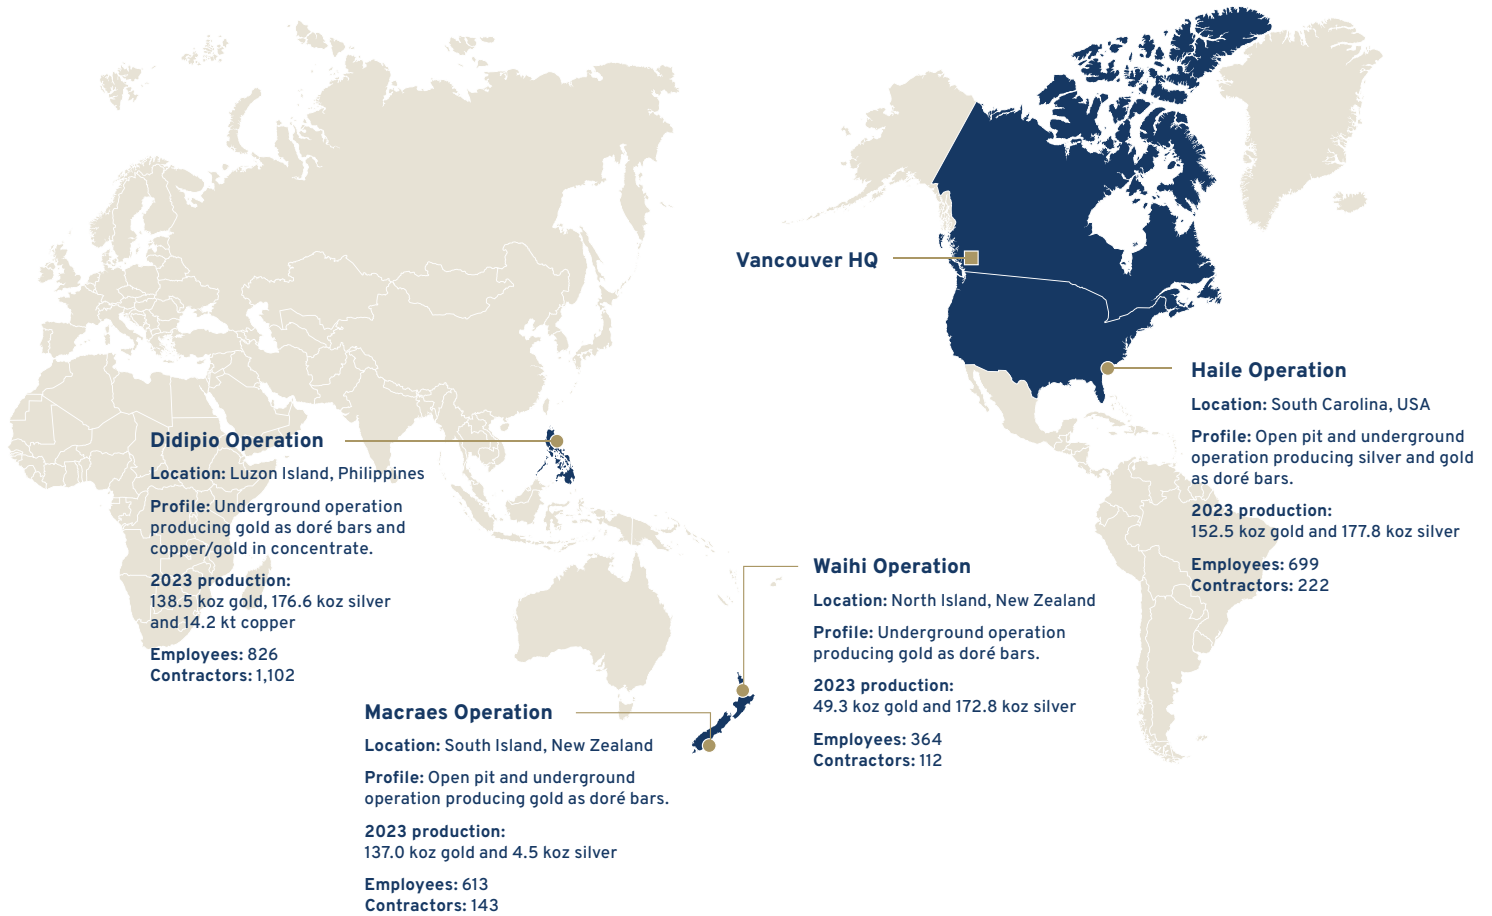 Vancouver HQ
Haile Operation
Location: South Carolina, USA
Profile: Open pit and underground
operation producing silver and gold
as doré bars.
2023 production:
152.5 koz gold and 177.8 koz silver
Employees: 699
Contractors: 222
Didipio Operation
Location: Luzon Island, Philippines
Profile: Underground operation
producing gold as doré bars and
copper/gold in concentrate.
2023 production:
138.5 koz gold, 176.6 koz silver
and 14.2 kt copper
Employees: 826
Contractors: 1,102
Waihi Operation
Location: North Island, New Zealand
Profile: Underground operation
producing gold as doré bars.
2023 production:
49.3 koz gold and 172.8 koz silver
Employees: 364
Contractors: 112
Macraes Operation
Location: South Island, New Zealand
Profile: Open pit and underground
operation producing gold as doré bars.
2023 production:
137.0 koz gold and 4.5 koz silver
Employees: 613
Contractors: 143